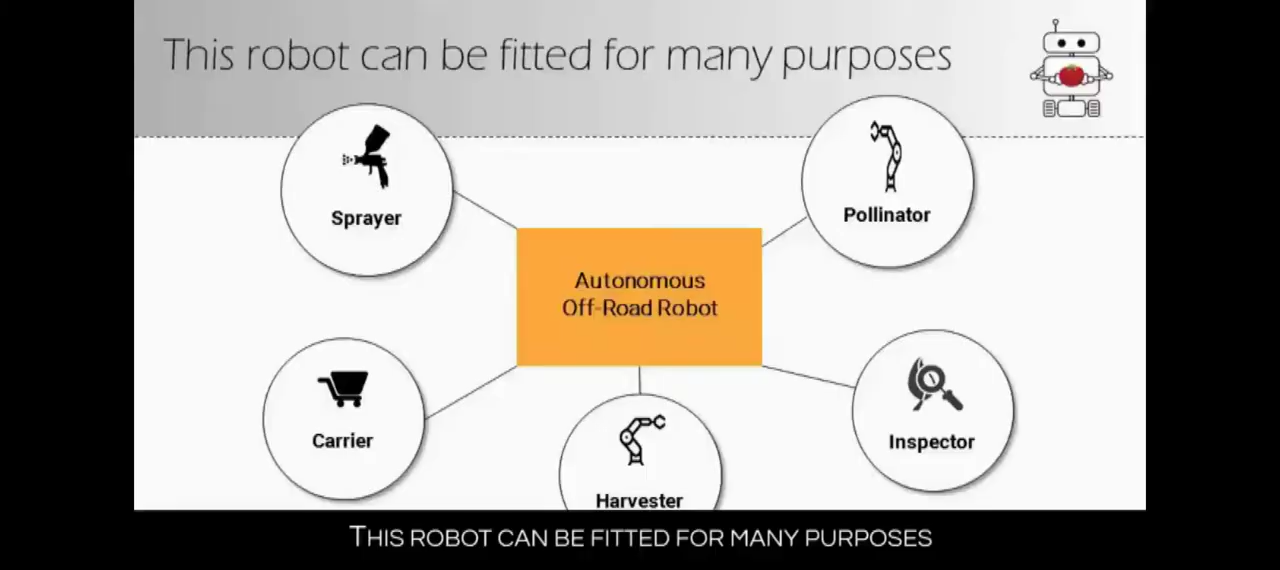 This robot can be fitted for many purposes
Sprayer
Pollinator
Autonomous
Off-Road Robot
Carrier
Inspector
Harvester
THIS ROBOT CAN BE FITTED FOR MANY PURPOSES